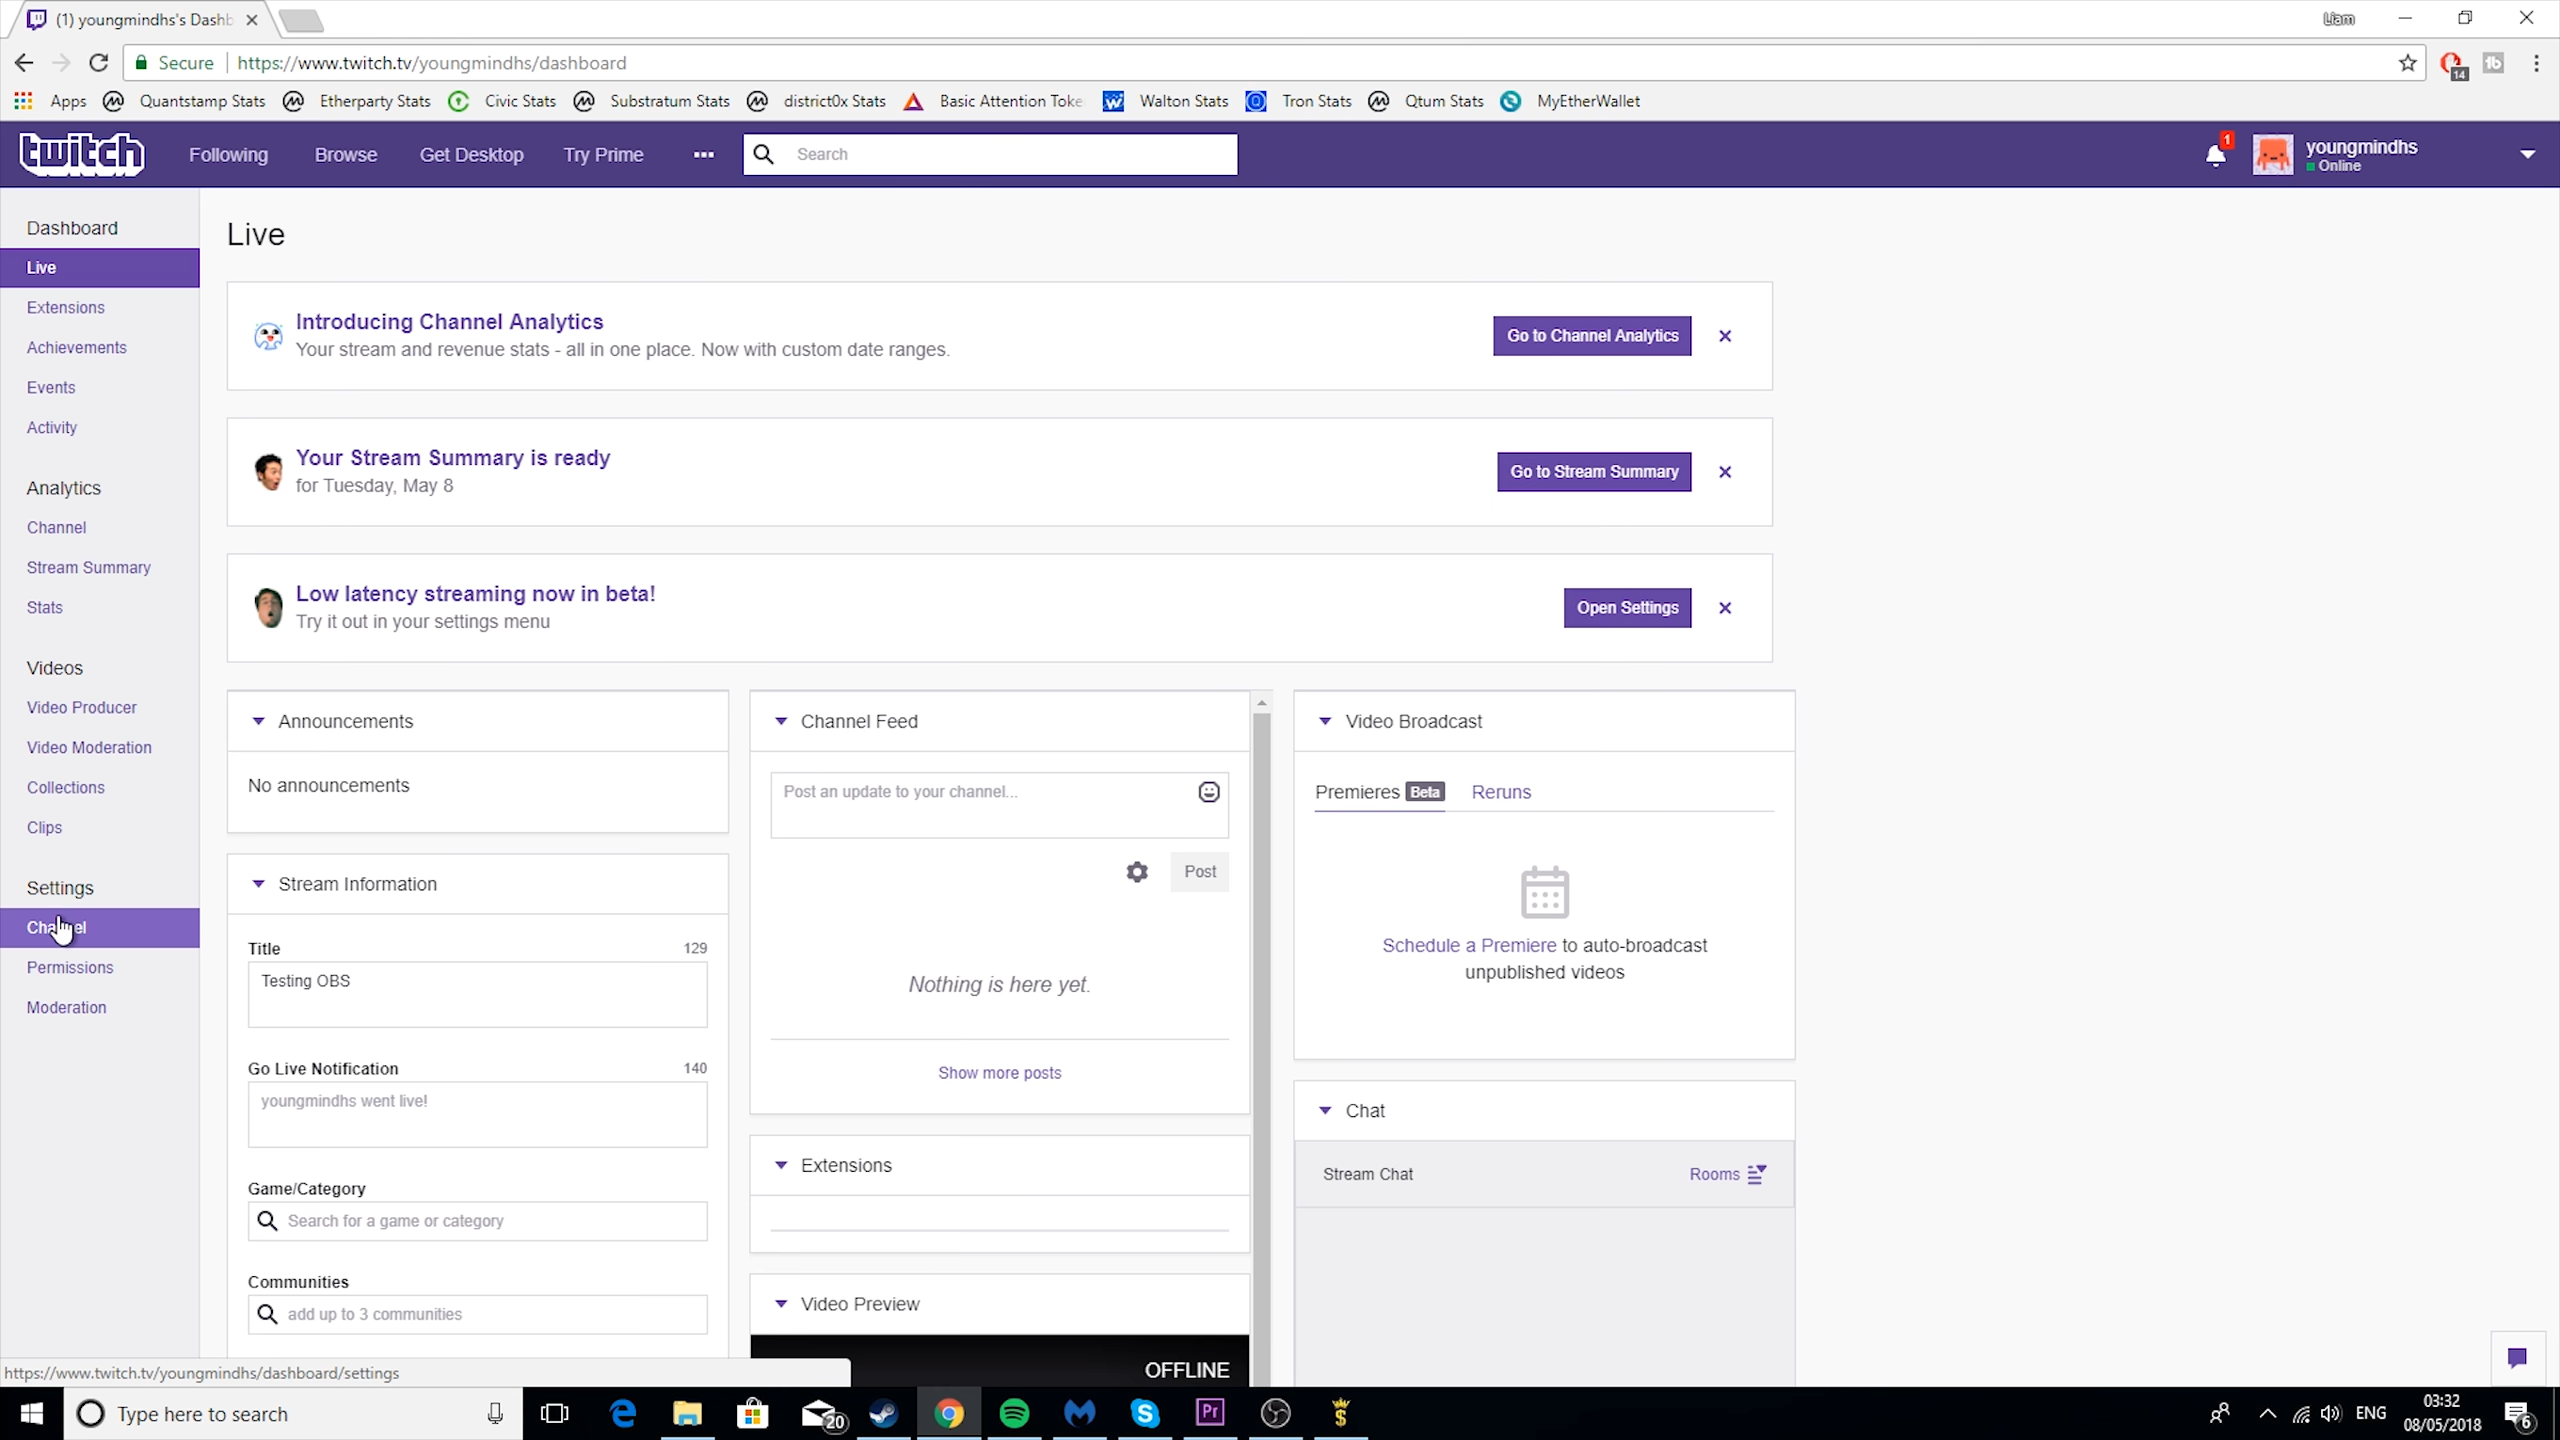 (1) youngmindhs's Dashb
Liam
Secure https://www.twitch.tv/youngmindhs/dashboard
14
Apps Quantstamp Stats Etherparty Stats Civic Stats Substratum Stats district0x Stats Basic Attention Toke Walton Stats Tron Stats Qtum Stats MyEtherWallet
twitch Following Browse Get Desktop Try Prime Search 1 youngmindhs
Online
Dashboard
Live
Extensions
Achievements
Events
Activity
Analytics
Channel
Stream Summary
Stats
Videos
Video Producer
Video Moderation
Collections
Clips
Settings
Channel
Permissions
Moderation
Live
Introducing Channel Analytics
Your stream and revenue stats - all in one place. Now with custom date ranges.
Go to Channel Analytics
Your Stream Summary is ready
for Tuesday, May 8
Go to Stream Summary
Low latency streaming now in beta!
Try it out in your settings menu
Open Settings
Announcements
No announcements
Stream Information
Title 129
Testing OBS
Go Live Notification 140
youngmindhs went live!
Game/Category
Search for a game or category
Communities
add up to 3 communities
Channel Feed
Post an update to your channel...
Post
Nothing is here yet.
Show more posts
Extensions
Video Preview
OFFLINE
Video Broadcast
Premieres Beta Reruns
Schedule a Premiere to auto-broadcast
unpublished videos
Chat
Stream Chat Rooms
https://www.twitch.tv/youngmindhs/dashboard/settings
Type here to search
20
Pr
ENG
03:32
08/05/2018
6